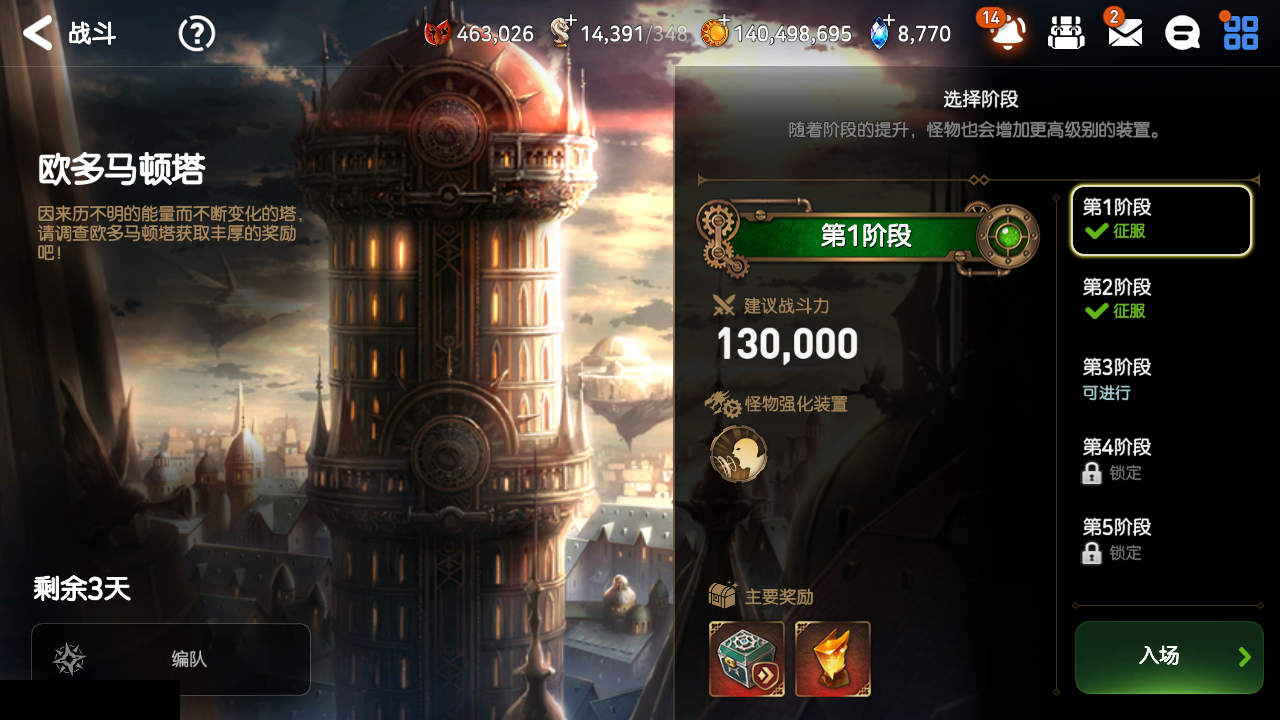 战斗
?
463,026
14,391/348
140,498,695
8,770
14
2
欧多马顿塔
因来历不明的能量而不断变化的塔，
请调查欧多马顿塔获取丰厚的奖励
吧！
剩余3天
编队
选择阶段
随着阶段的提升，怪物也会增加更高级别的装置。
第1阶段
建议战斗力
130,000
怪物强化装置
主要奖励
第1阶段
征服
第2阶段
征服
第3阶段
可进行
第4阶段
锁定
第5阶段
锁定
入场